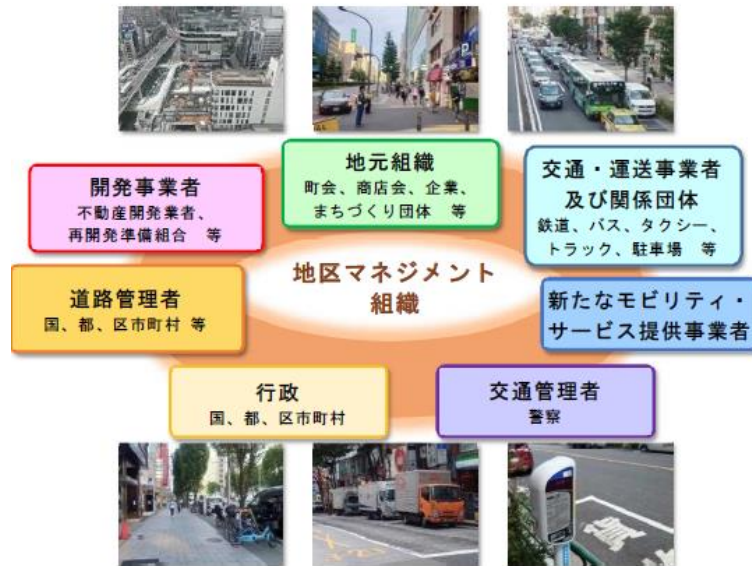 地元組織
町会、商店会、企業、
まちづくり団体 等
開発事業者
不動産開発業者、
再開発準備組合 等
交通・運送事業者
及び関係団体
鉄道、バス、タクシー、
トラック、駐車場 等
地区マネジメント
組織
道路管理者
国、都、区市町村 等
新たなモビリティ・
サービス提供事業者
行政
国、都、区市町村
交通管理者
警察